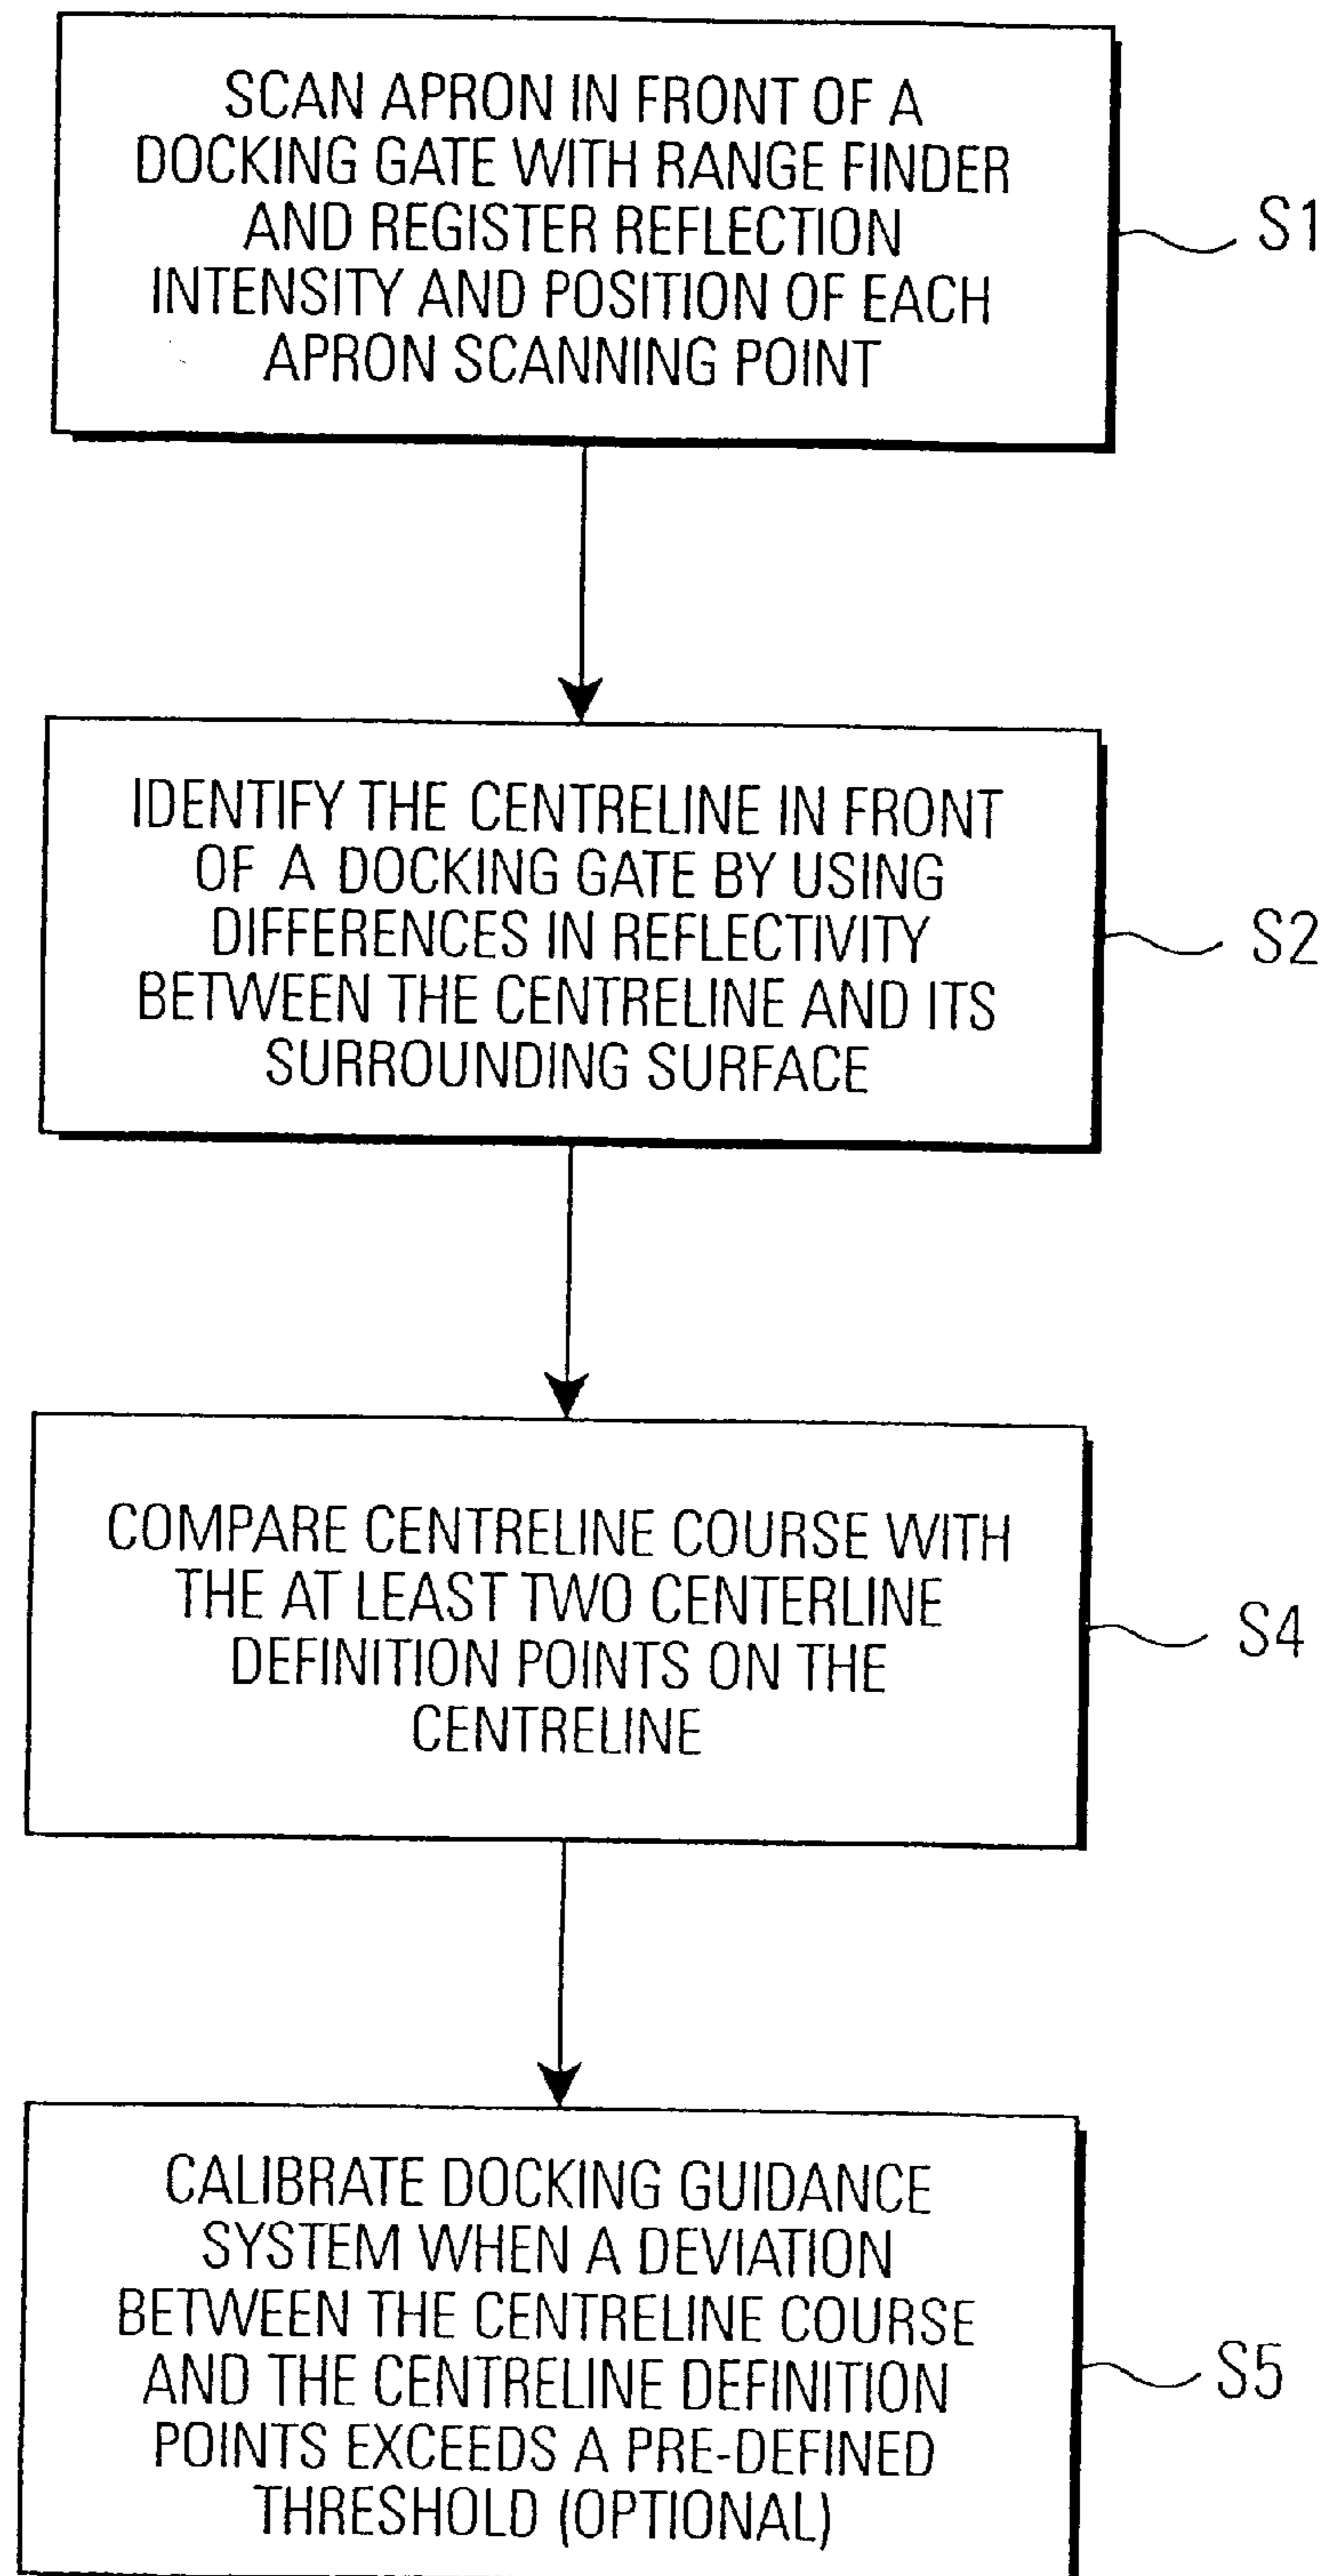 SCAN APRON IN FRONT OF A
DOCKING GATE WITH RANGE FINDER
AND REGISTER REFLECTION
INTENSITY AND POSITION OF EACH
APRON SCANNING POINT
S1
IDENTIFY THE CENTRELINE IN FRONT
OF A DOCKING GATE BY USING
DIFFERENCES IN REFLECTIVITY
BETWEEN THE CENTRELINE AND ITS
SURROUNDING SURFACE
S2
COMPARE CENTRELINE COURSE WITH
THE AT LEAST TWO CENTERLINE
DEFINITION POINTS ON THE
CENTRELINE
S4
CALIBRATE DOCKING GUIDANCE
SYSTEM WHEN A DEVIATION
BETWEEN THE CENTRELINE COURSE
AND THE CENTRELINE DEFINITION
POINTS EXCEEDS A PRE-DEFINED
THRESHOLD (OPTIONAL)
S5